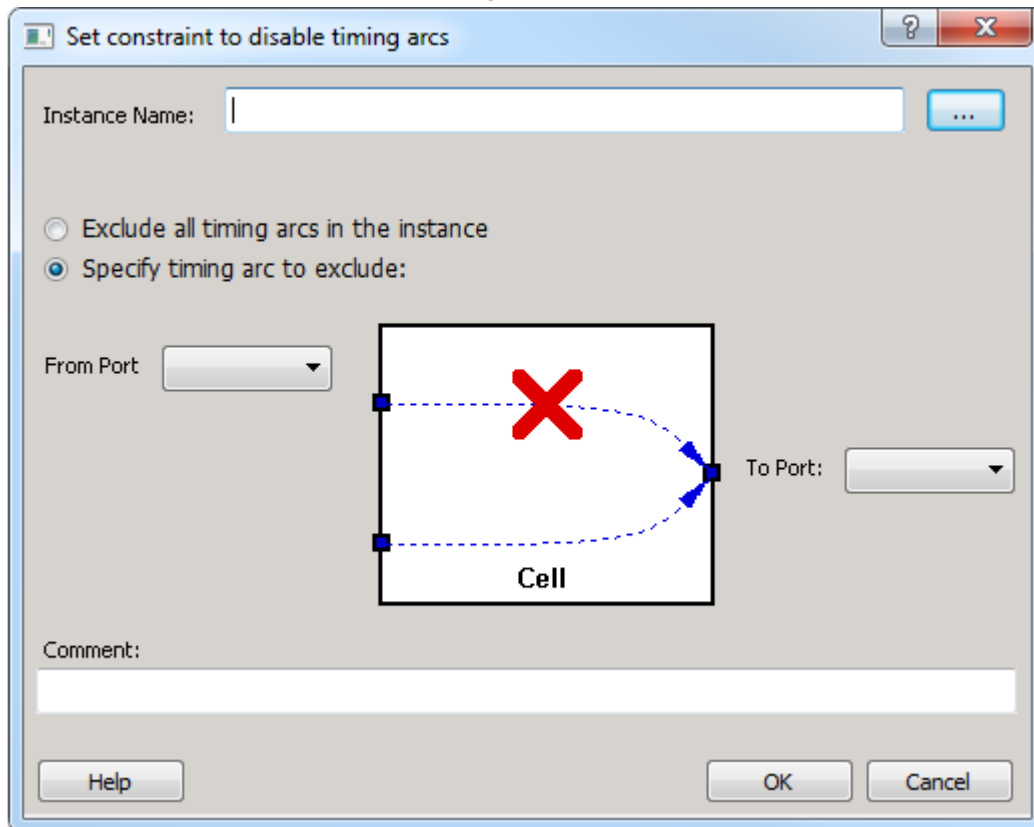 Set constraint to disable timing arcs
Instance Name:
...
Exclude all timing arcs in the instance
Specify timing arc to exclude:
From Port
To Port:
Cell
Comment:
Help
OK
Cancel